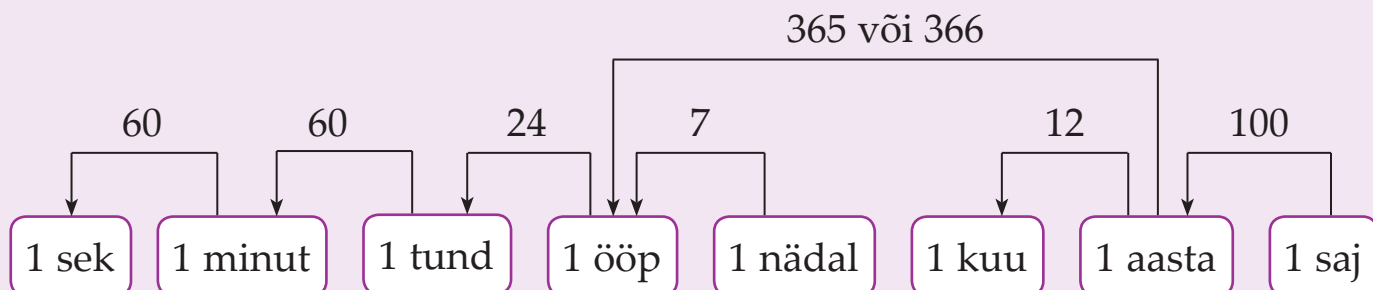 365 või 366
60 60 24 7 12 100
1 sek 1 minut 1 tund 1 ööp 1 nädal 1 kuu 1 aasta 1 saj